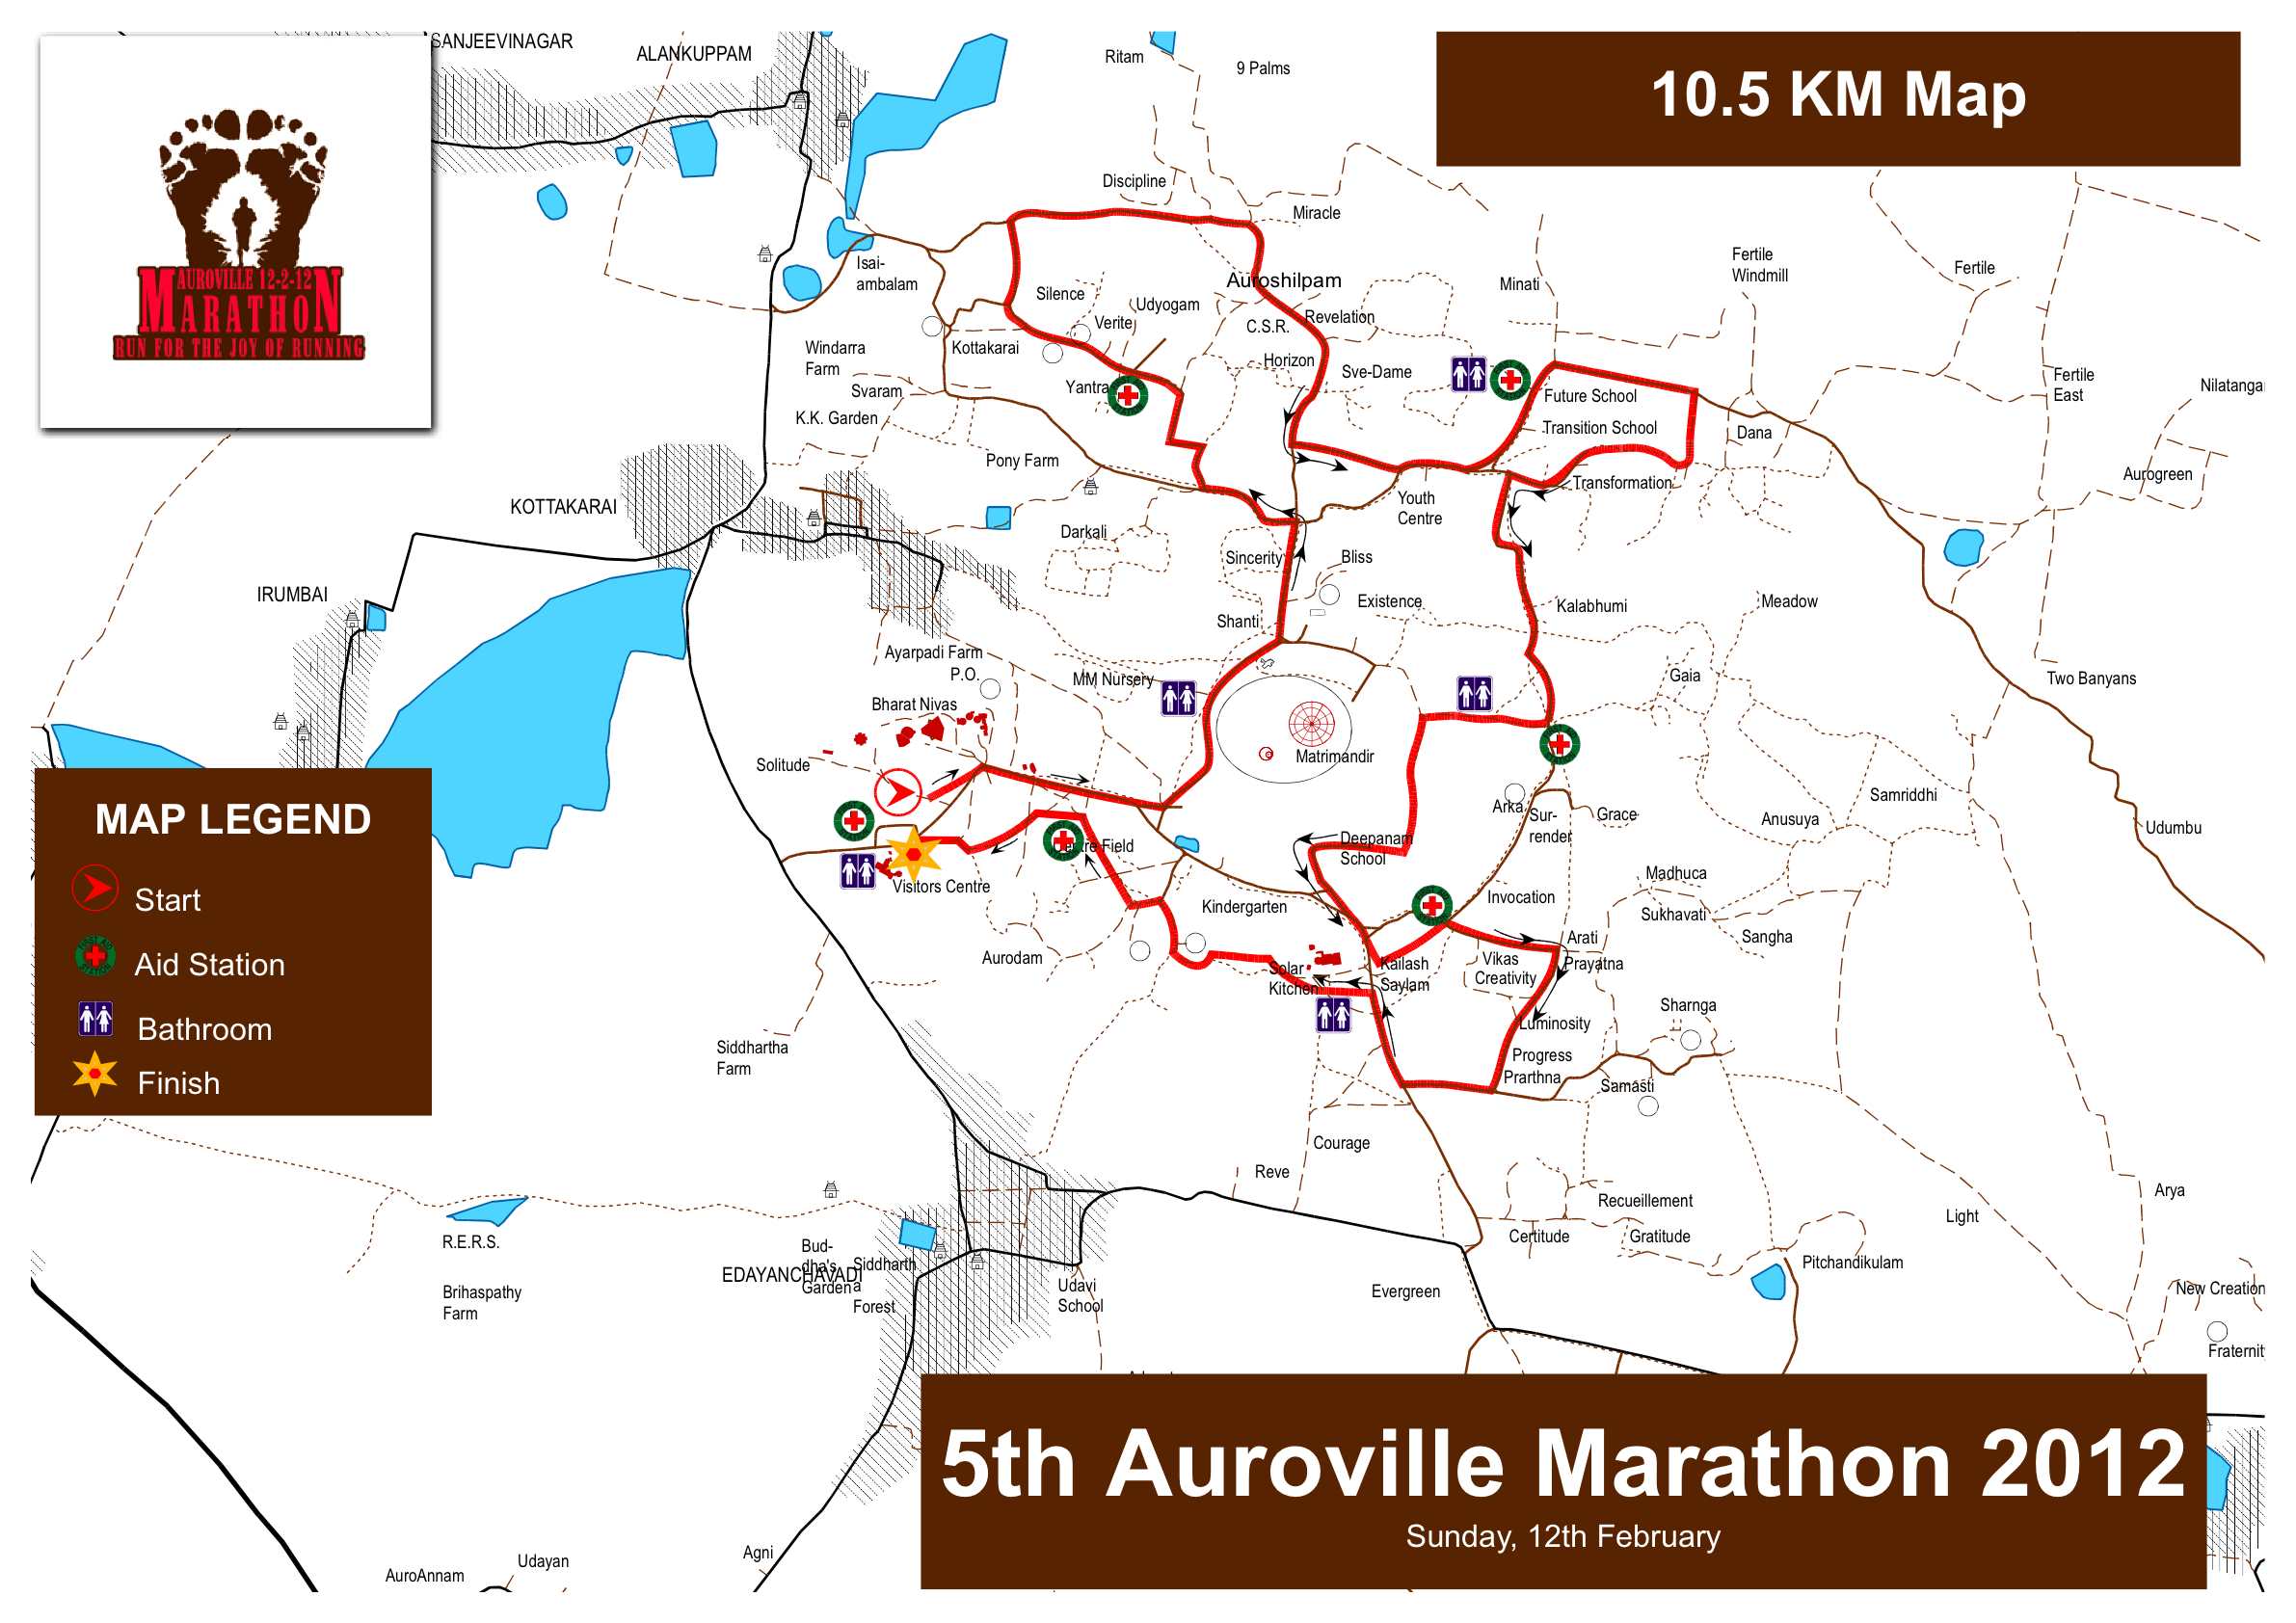 SANJEEVINAGAR
ALANKUPPAM
Ritam
9 Palms
10.5 KM Map
AUROVILLE 12-2-12
MARATHON
RUN FOR THE JOY OF RUNNING
Discipline
Miracle
Isai-
ambalam
Silence
Udyogam
Verite
Auroshilpam
C.S.R.
Revelation
Horizon
Minati
Fertile
Windmill
Fertile
Windarra
Farm
Kottakarai
Svaram
K.K. Garden
Yantra
Sve-Dame
Future School
Transition School
Dana
Fertile
East
Nilatanga
Aurogreen
Pony Farm
KOTTAKARAI
Youth
Centre
Transformation
Darkali
Sincerity
Bliss
IRUMBAI
Existence
Shanti
Kalabhumi
Meadow
Ayarpadi Farm
P.O.
MM Nursery
Gaia
Two Banyans
Bharat Nivas
Solitude
Matrimandir
Arka
Sur-
render
Grace
Anusuya
Samriddhi
Udumbu
MAP LEGEND
Start
Aid Station
Bathroom
Finish
Centre Field
Visitors Centre
Deepanam
School
Kindergarten
Invocation
Madhuca
Sukhavati
Sangha
Aurodam
Solar
Kitchen
Kailash
Saylam
Vikas
Creativity
Arati
Prayatna
Luminosity
Sharnga
Siddhartha
Farm
Progress
Prarthna
Samasti
Courage
Reve
Recueillement
Certitude
Gratitude
Arya
Light
Pitchandikulam
R.E.R.S.
Bud-
dha's
Garden
EDAYANCHAVADI
Siddharth
a
Forest
Udavi
School
Brihaspathy
Farm
Evergreen
New Creation
Fraternit
5th Auroville Marathon 2012
Sunday, 12th February
Agni
Udayan
AuroAnnam